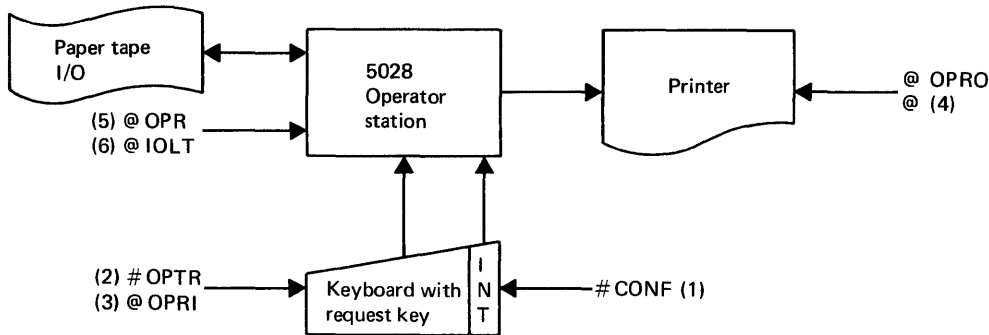 Paper tape
I/O
5028
Operator
station
Printer
@ OPRO
@ (4)
(5) @ OPR
(6) @ IOLT
(2) # OPTR
(3) @ OPRI
Keyboard with
request key
I
N
T
# CONF (1)